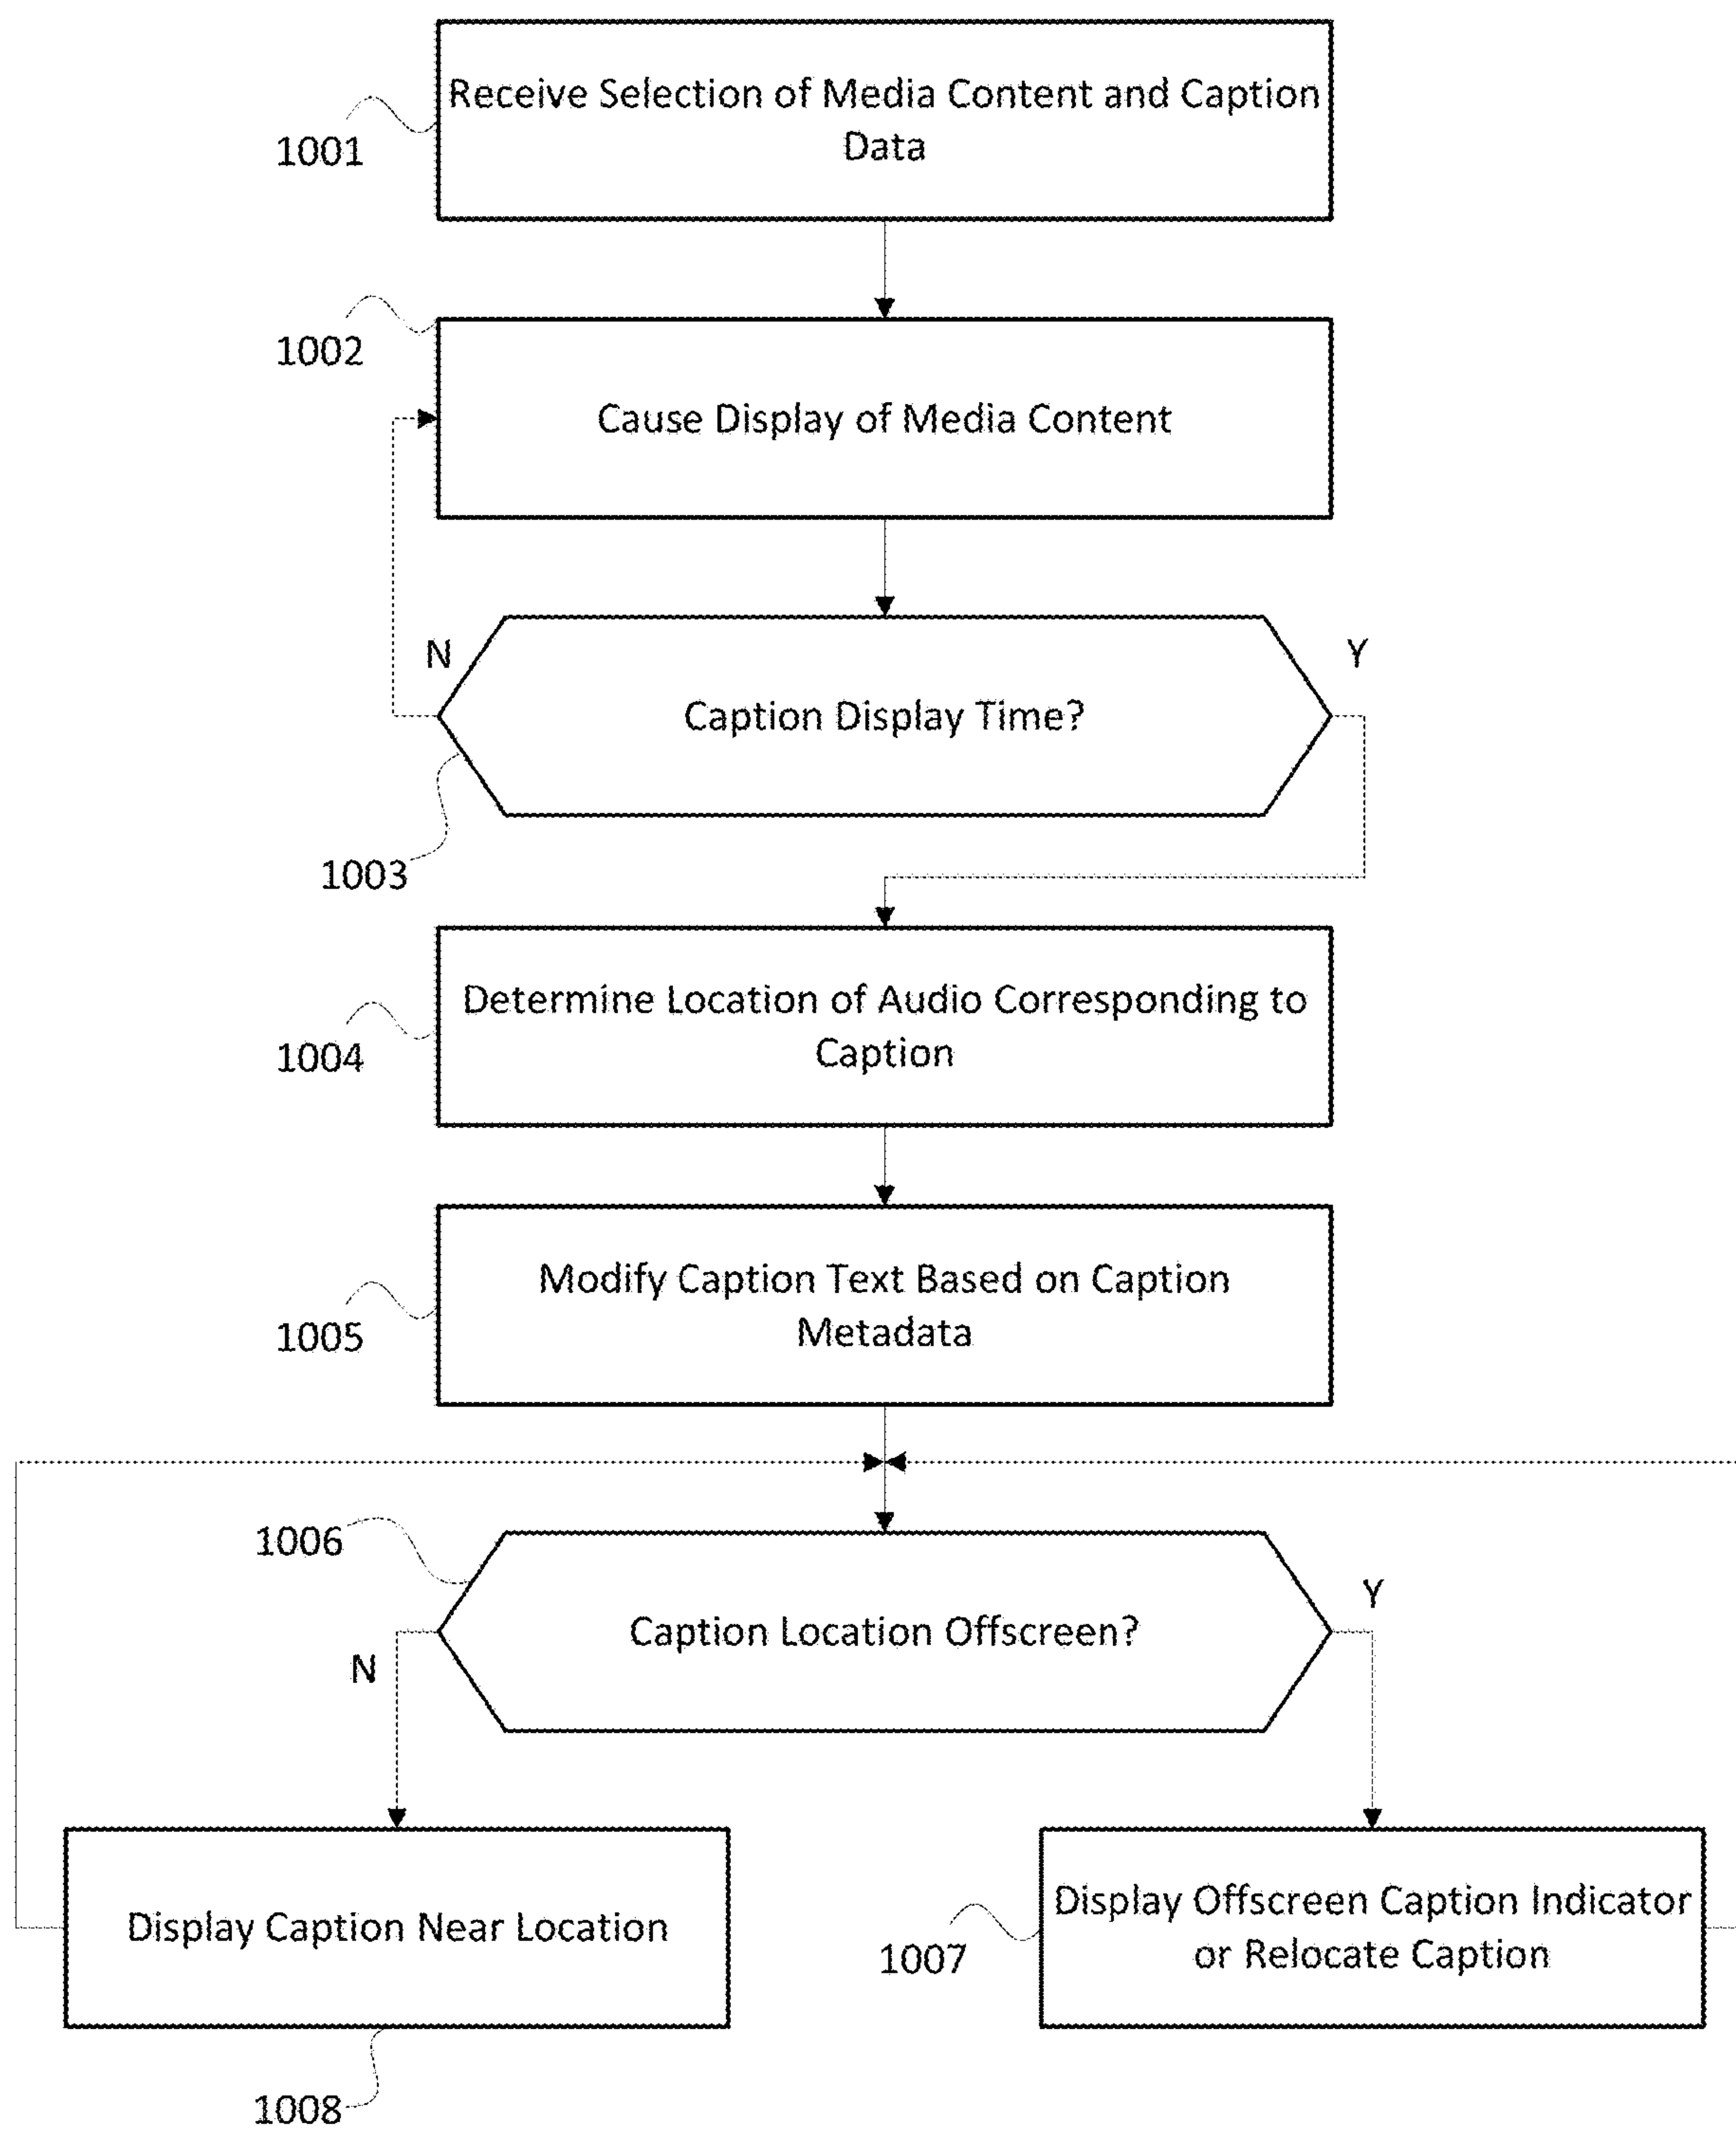 Receive Selection of Media Content and Caption
Data
1001
1002
Cause Display of Media Content
N
Y
Caption Display Time?
1003
Determine Location of Audio Corresponding to
Caption
1004
Modify Caption Text Based on Caption
Metadata
1005
1006
Y
Caption Location Offscreen?
N
Display Caption Near Location
Display Offscreen Caption Indicator
or Relocate Caption
1007
1008